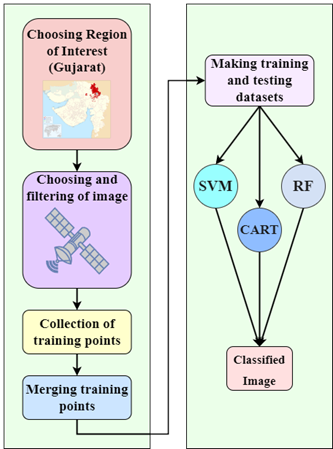 Choosing Region
of Interest
(Gujarat)
Choosing and
filtering of image
Collection of
training points
Merging training
points
Making training
and testing
datasets
SVM
RF
CART
Classified
Image